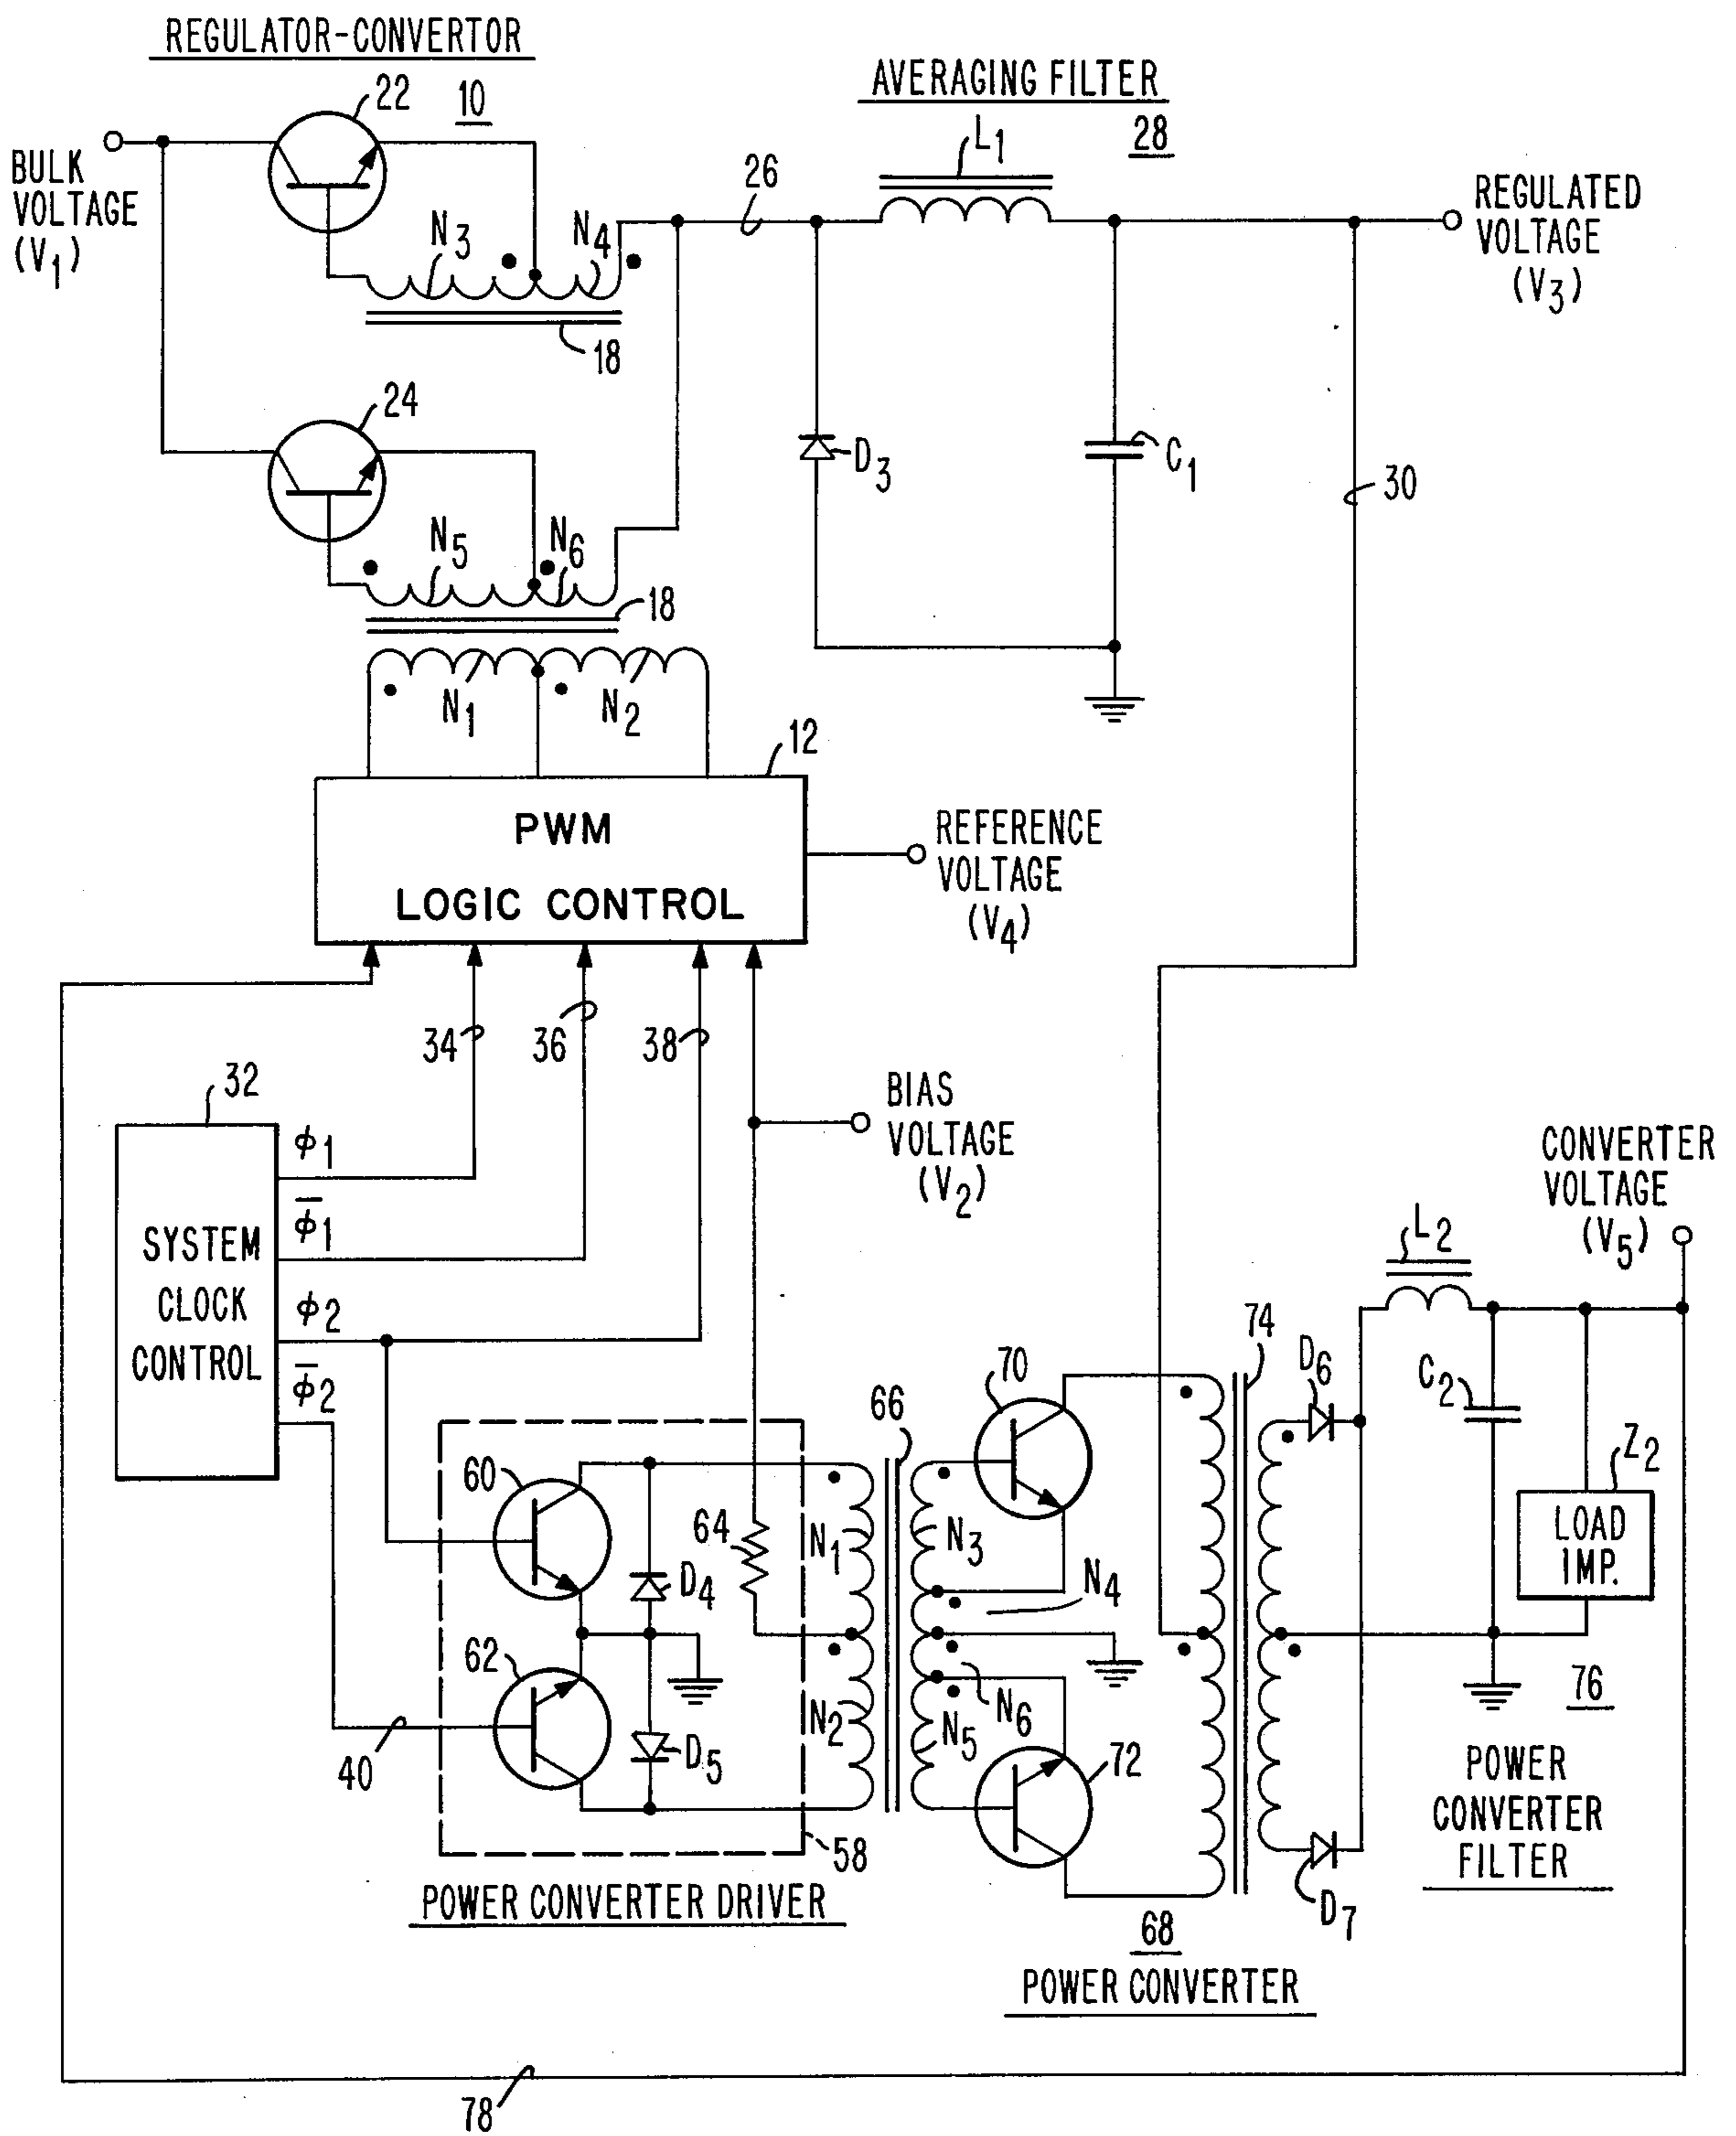 REGULATOR-CONVERTOR
10
22
BULK
VOLTAGE
(V1)
N3
N4
18
24
N5
N6
18
N1
N2
AVERAGING FILTER
28
L1
26
REGULATED
VOLTAGE
(V3)
D3
C1
30
12
PWM
LOGIC CONTROL
REFERENCE
VOLTAGE
(V4)
34
36
38
BIAS
VOLTAGE
(V2)
32
SYSTEM
CLOCK
CONTROL
ϕ1
ϕ̅1
ϕ2
ϕ̅2
40
60
62
D4
D5
64
58
POWER CONVERTER DRIVER
66
N1
N2
N3
N4
N6
N5
70
72
74
68
POWER CONVERTER
D6
D7
CONVERTER
VOLTAGE
(V5)
L2
C2
Z2
LOAD
IMP.
76
POWER
CONVERTER
FILTER
78